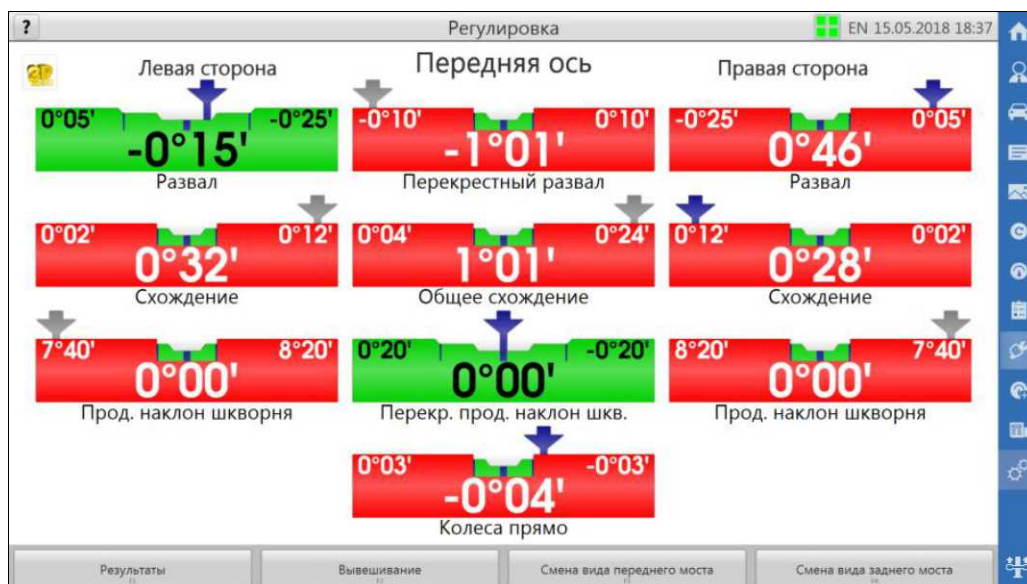 ? Регулировка EN 15.05.2018 18:37
Левая сторона Передняя ось Правая сторона
0°05' -0°25' -0°10' 0°10' -0°25' 0°05'
-0°15' -1°01' 0°46'
Развал Перекрестный развал Развал
0°02' 0°12' 0°04' 0°24' 0°12' 0°02'
0°32' 1°01' 0°28'
Схождение Общее схождение Схождение
7°40' 8°20' 0°20' -0°20' 8°20' 7°40'
0°00' 0°00' 0°00'
Прод. наклон шкворня Перекр. прод. наклон шкв. Прод. наклон шкворня
0°03' -0°03'
-0°04'
Колеса прямо
Результаты Вывешивание Смена вида переднего моста Смена вида заднего моста